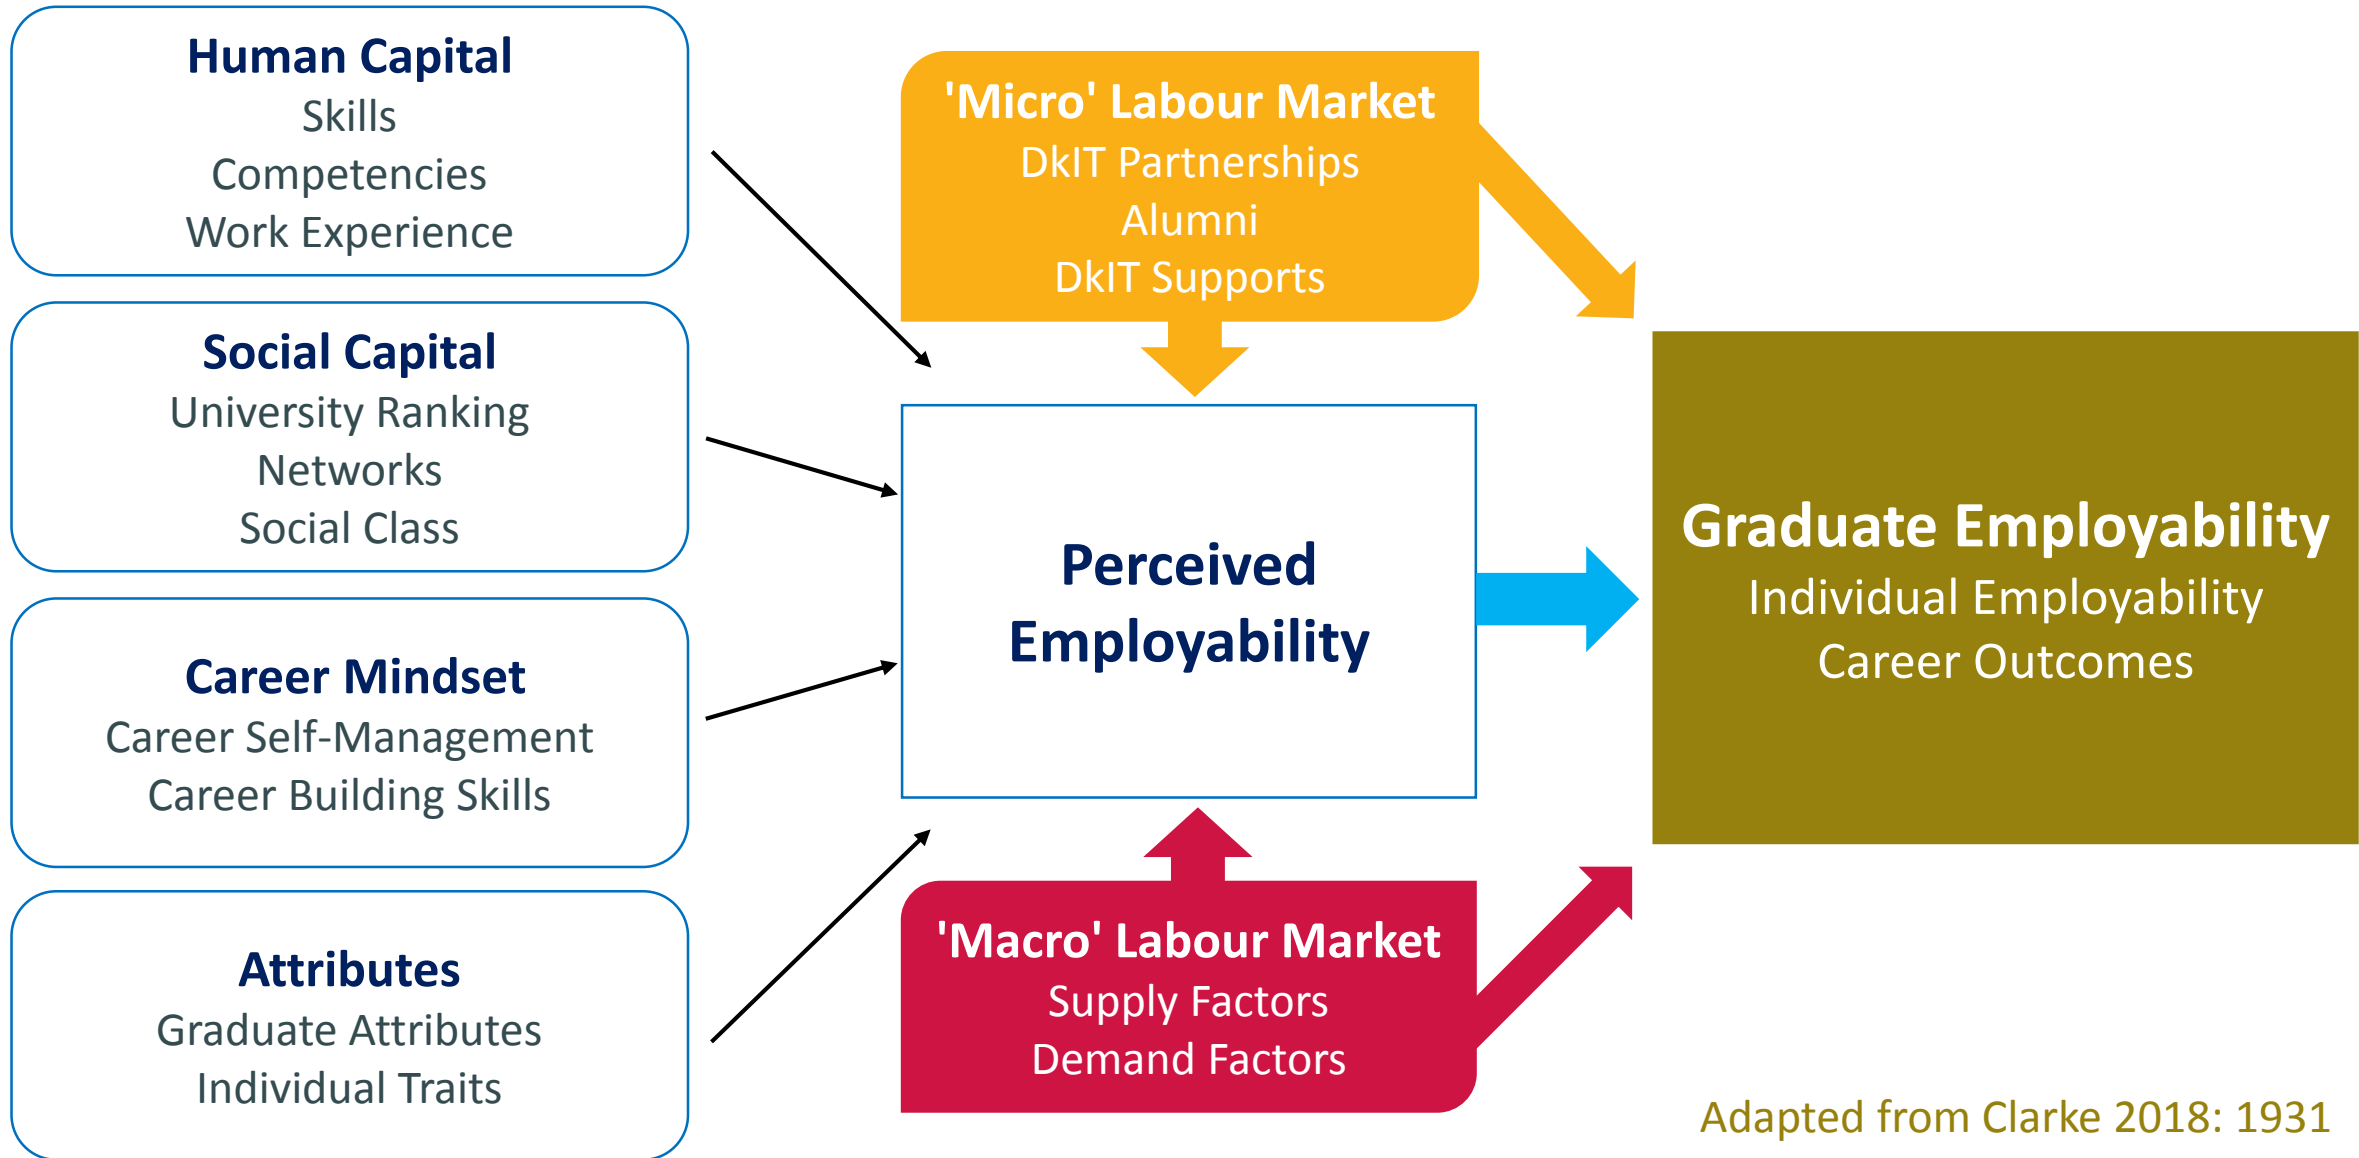 Human Capital
Skills
Competencies
Work Experience
Social Capital
University Ranking
Networks
Social Class
Career Mindset
Career Self-Management
Career Building Skills
Attributes
Graduate Attributes
Individual Traits
'Micro' Labour Market
DkIT Partnerships
Alumni
DkIT Supports
Perceived
Employability
'Macro' Labour Market
Supply Factors
Demand Factors
Graduate Employability
Individual Employability
Career Outcomes
Adapted from Clarke 2018: 1931